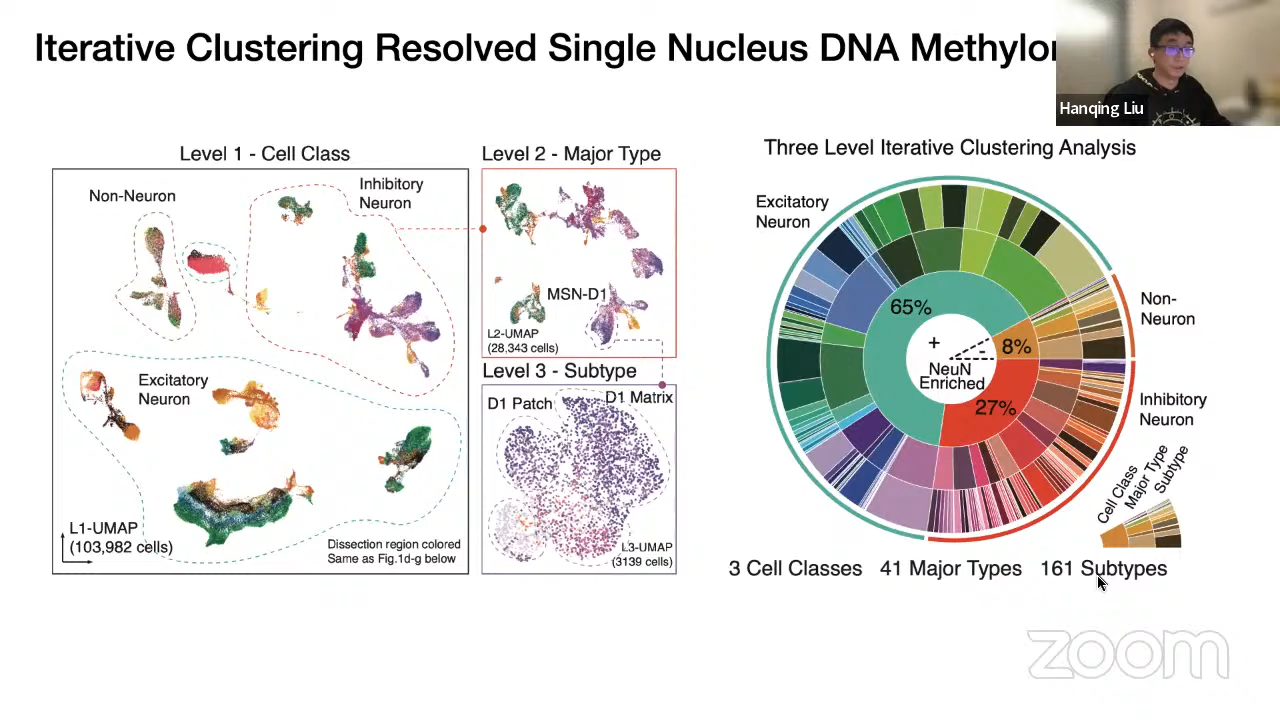 Iterative Clustering Resolved Single Nucleus DNA
Hanqing Liu
Level 1 - Cell Class
Non-Neuron
Inhibitory
Neuron
Excitatory
Neuron
L1-UMAP
(103,982 cells)
Dissection region colored
Same as Fig.1d-g below
Level 2 - Major Type
MSN-D1
L2-UMAP
(28,343 cells)
Level 3 - Subtype
D1 Patch
D1 Matrix
L3-UMAP
(3139 cells)
Three Level Iterative Clustering Analysis
Excitatory
Neuron
65%
Non-
Neuron
8%
+
-
NeuN
Enriched
27%
Inhibitory
Neuron
Cell Class
Major Type
Subtype
3 Cell Classes 41 Major Types 161 Subtypes
zoom